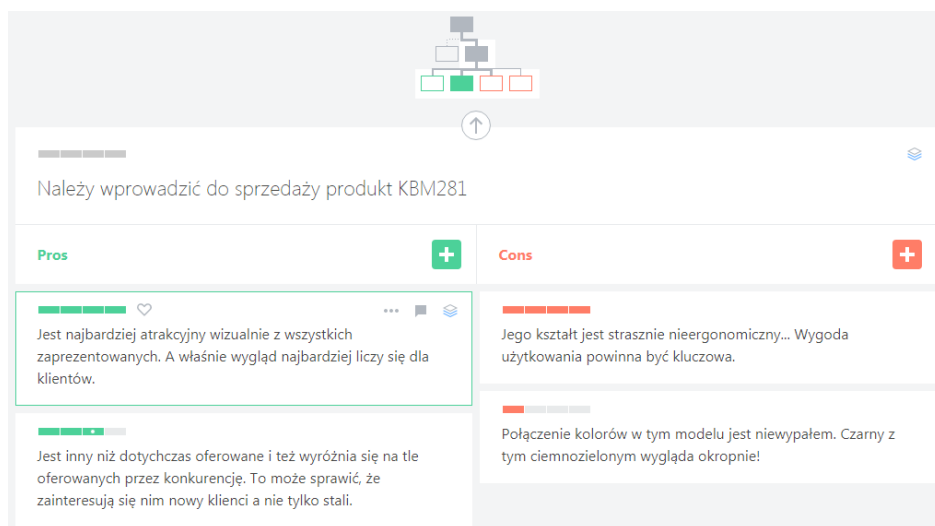 Należy wprowadzić do sprzedaży produkt KBM281
Pros
Cons
Jest najbardziej atrakcyjny wizualnie z wszystkich
zaprezentowanych. A właśnie wygląd najbardziej liczy się dla
klientów.
Jest inny niż dotychczas oferowane i też wyróżnia się na tle
oferowanych przez konkurencję. To może sprawić, że
zainteresują się nim nowy klienci a nie tylko stali.
Jego kształt jest strasznie nieergonomiczny... Wygoda
użytkowania powinna być kluczowa.
Połączenie kolorów w tym modelu jest niewypałem. Czarny z
tym ciemnozielonym wygląda okropnie!